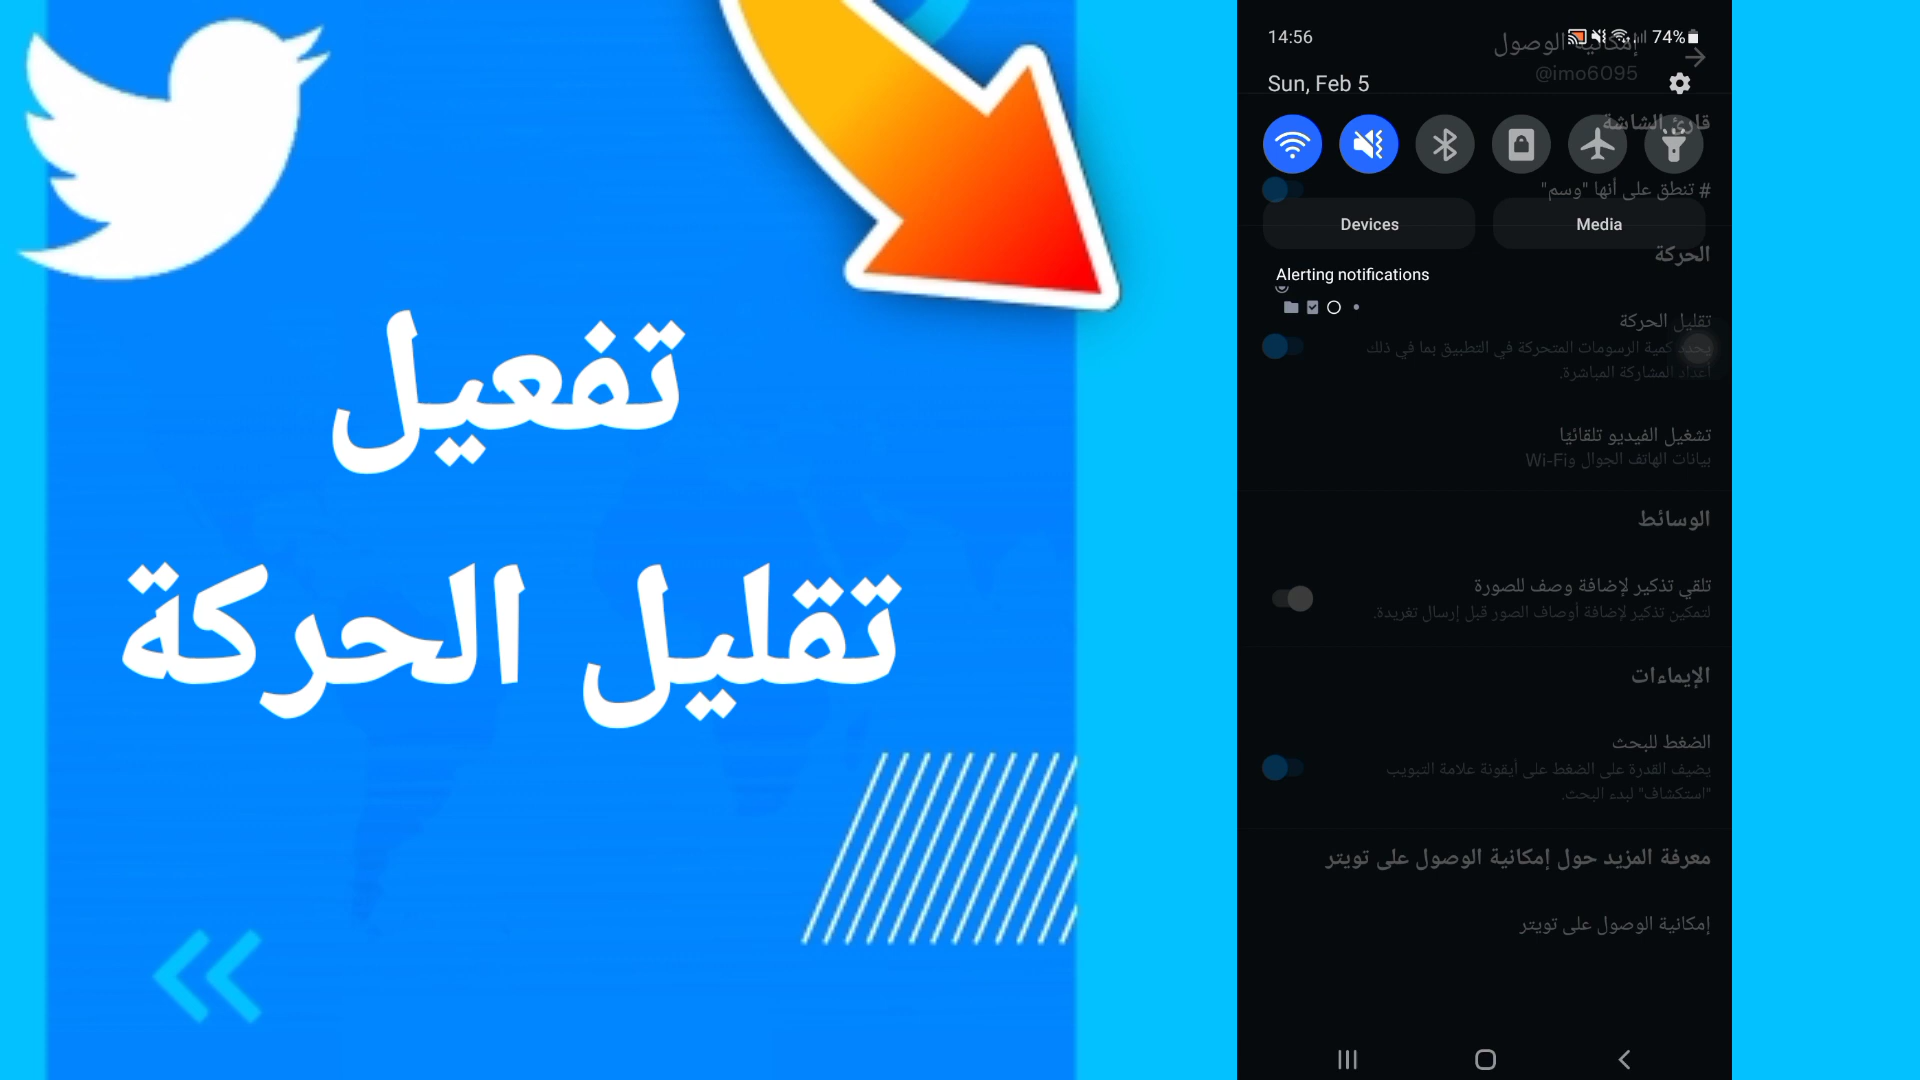 تفعيل
تقليل الحركة
14:56
74%
إمكانية الوصول
@imo6095
Sun, Feb 5
قارئ الشاشة
# تنطق على أنها "وسم"
Devices
Media
الحركة
Alerting notifications
تقليل الحركة
يحدد كمية الرسومات المتحركة في التطبيق بما في ذلك
أعداد المشاركة المباشرة.
تشغيل الفيديو تلقائيًا
بيانات الهاتف الجوال وWi-Fi
الوسائط
تلقي تذكير لإضافة وصف للصورة
لتمكين تذكير لإضافة أوصاف الصور قبل إرسال تغريدة.
الإيماءات
الضغط للبحث
يضيف القدرة على الضغط على أيقونة علامة التبويب
"استكشاف" لبدء البحث.
معرفة المزيد حول إمكانية الوصول على تويتر
إمكانية الوصول على تويتر